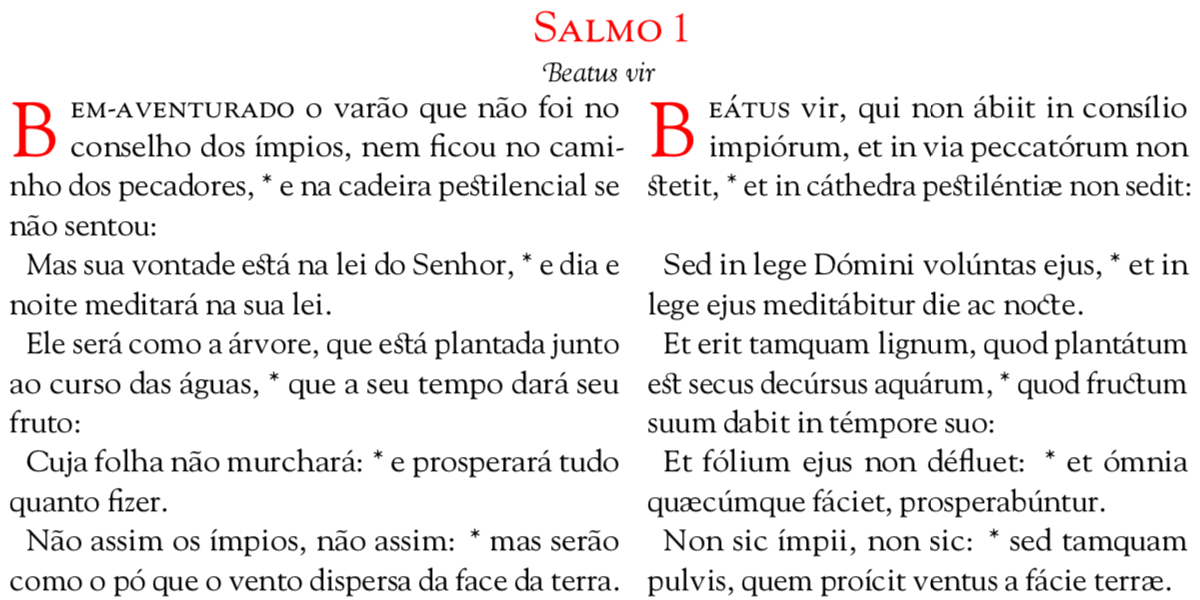 SALMO 1
Beatus vir
BEM-AVENTURADO o varão que não foi no
conselho dos ímpios, nem ficou no cami-
nho dos pecadores, * e na cadeira pestilencial se
não sentou:
Mas sua vontade está na lei do Senhor, * e dia e
noite meditará na sua lei.
Ele será como a árvore, que está plantada junto
ao curso das águas, * que a seu tempo dará seu
fruto:
Cuja folha não murchará: * e prosperará tudo
quanto fizer.
Não assim os ímpios, não assim: * mas serão
como o pó que o vento dispersa da face da terra.
BEÁTUS vir, qui non ábiit in consílio
impiórum, et in via peccatórum non
stetit, * et in cáthedra pestiléntiæ non sedit:
Sed in lege Dómini volúntas ejus, * et in
lege ejus meditábitur die ac nocte.
Et erit tamquam lignum, quod plantátum
est secus decúrsus aquárum, * quod fructum
suum dabit in témpore suo:
Et fólium ejus non défluet: * et ómnia
quæcúmque fáciet, prosperabúntur.
Non sic ímpii, non sic: * sed tamquam
pulvis, quem proícit ventus a fácie terræ.